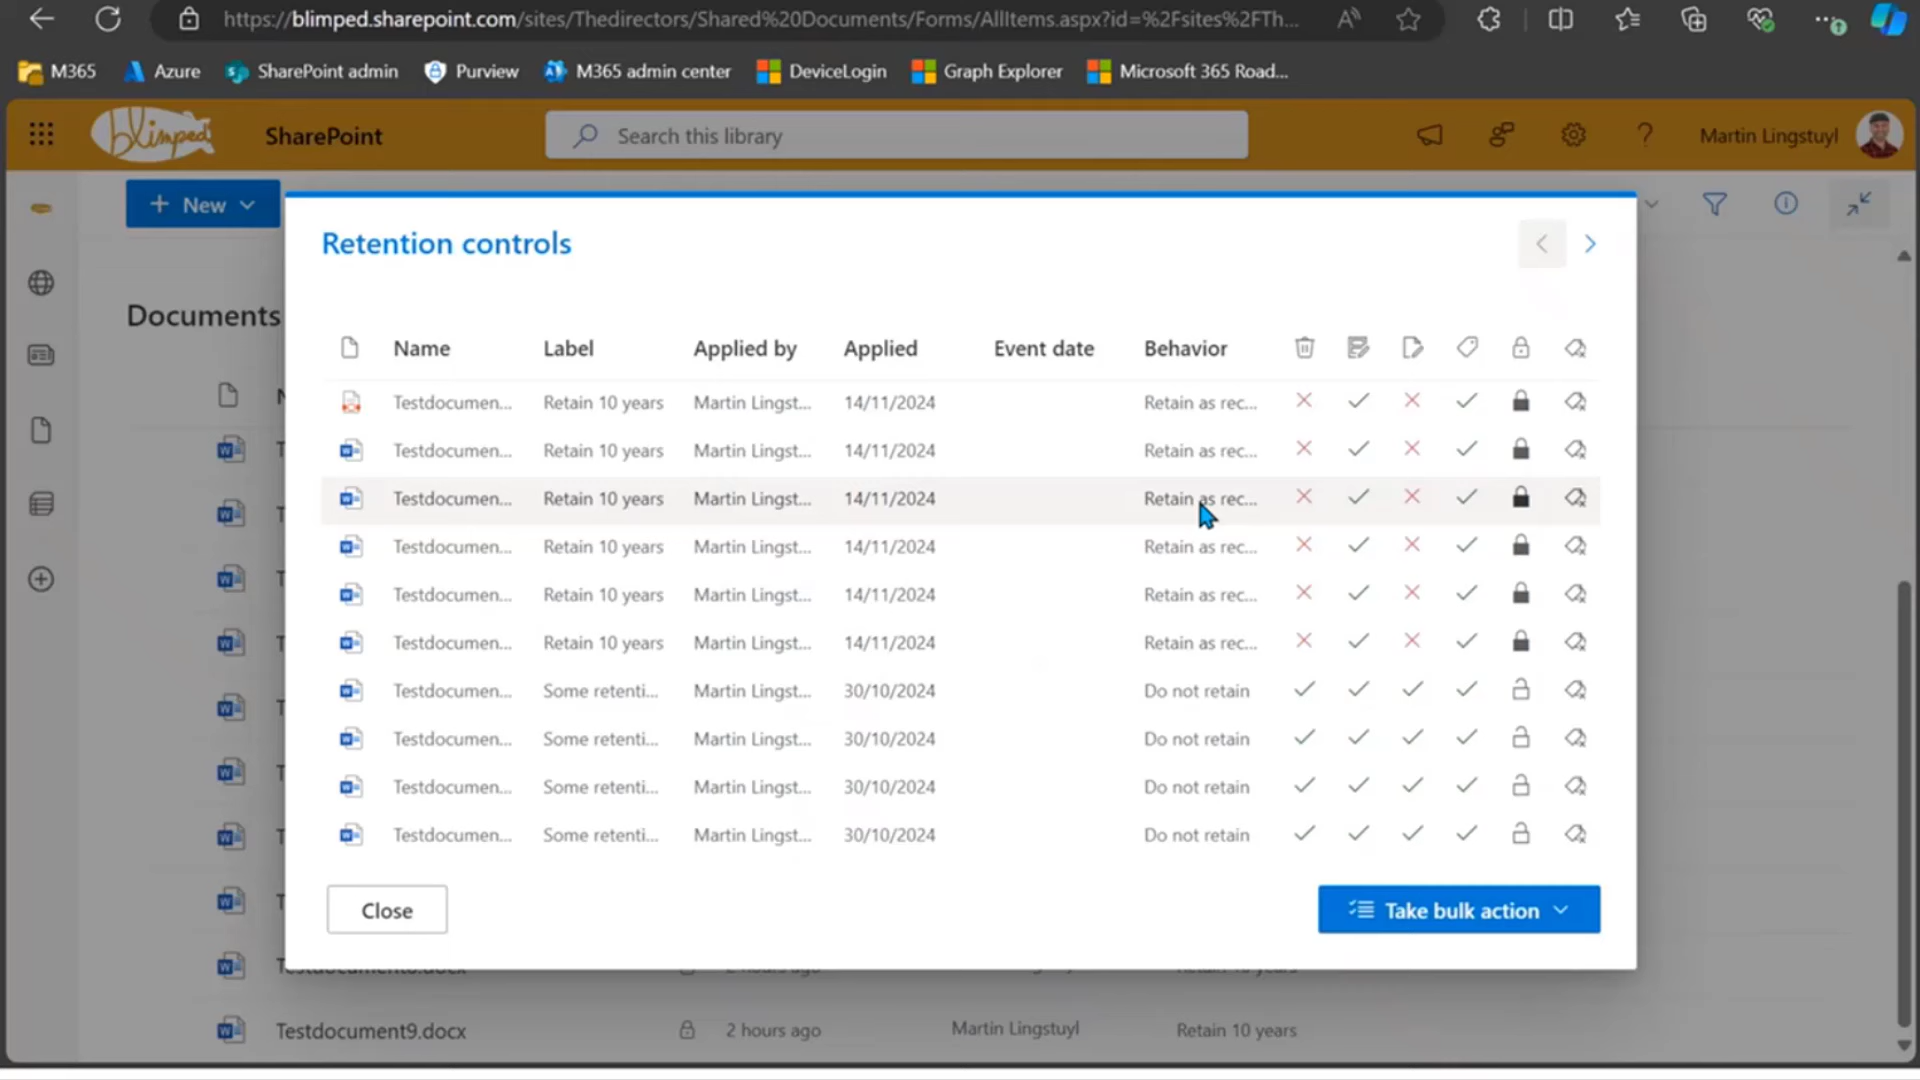 https://blimped.sharepoint.com/sites/Thedirectors/Shared%20Documents/Forms/AllItems.aspx?id=%2Fsites%2FTh...
M365 Azure SharePoint admin Purview M365 admin center DeviceLogin Graph Explorer Microsoft 365 Road...
blimped SharePoint Search this library Martin Lingstuyl
New
Retention controls
Documents
Name Label Applied by Applied Event date Behavior
Testdocumen... Retain 10 years Martin Lingst... 14/11/2024 Retain as rec...
Testdocumen... Retain 10 years Martin Lingst... 14/11/2024 Retain as rec...
Testdocumen... Retain 10 years Martin Lingst... 14/11/2024 Retain as rec...
Testdocumen... Retain 10 years Martin Lingst... 14/11/2024 Retain as rec...
Testdocumen... Retain 10 years Martin Lingst... 14/11/2024 Retain as rec...
Testdocumen... Retain 10 years Martin Lingst... 14/11/2024 Retain as rec...
Testdocumen... Some retenti... Martin Lingst... 30/10/2024 Do not retain
Testdocumen... Some retenti... Martin Lingst... 30/10/2024 Do not retain
Testdocumen... Some retenti... Martin Lingst... 30/10/2024 Do not retain
Testdocumen... Some retenti... Martin Lingst... 30/10/2024 Do not retain
Close Take bulk action
Testdocument9.docx 2 hours ago Martin Lingstuyl Retain 10 years